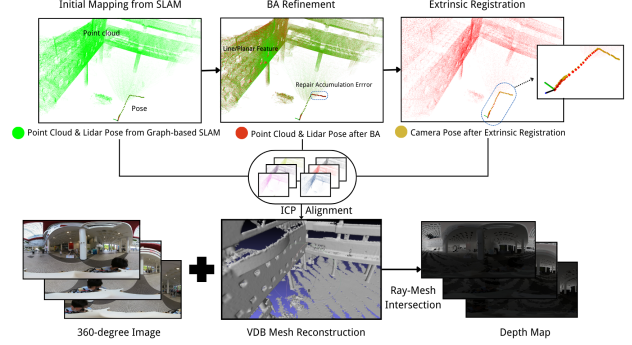 Initial Mapping from SLAM
BA Refinement
Extrinsic Registration
Point cloud
Pose
Line/Planar Feature
Repair Accumulation Errror
Point Cloud & Lidar Pose from Graph-based SLAM
Point Cloud & Lidar Pose after BA
Camera Pose after Extrinsic Registration
ICP Alignment
Ray-Mesh
Intersection
360-degree Image
VDB Mesh Reconstruction
Depth Map